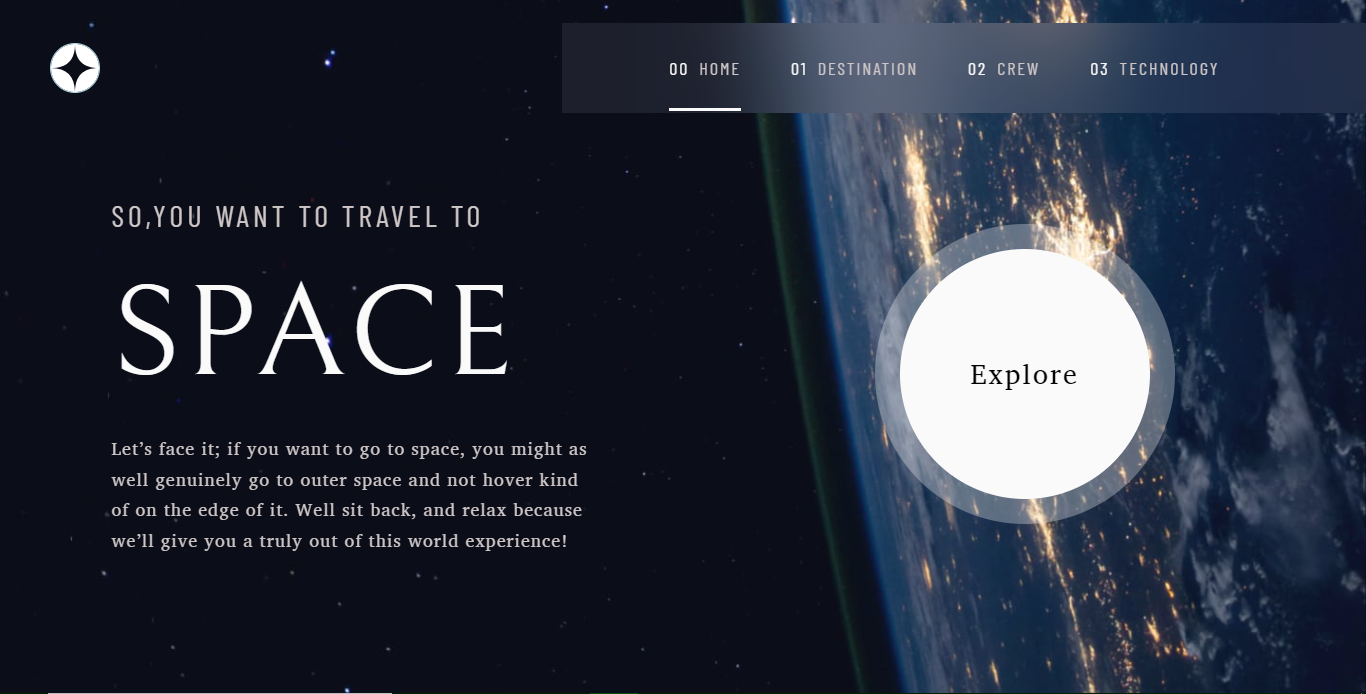 00 HOME 01 DESTINATION 02 CREW 03 TECHNOLOGY
SO,YOU WANT TO TRAVEL TO
SPACE
Let’s face it; if you want to go to space, you might as
well genuinely go to outer space and not hover kind
of on the edge of it. Well sit back, and relax because
we’ll give you a truly out of this world experience!
Explore